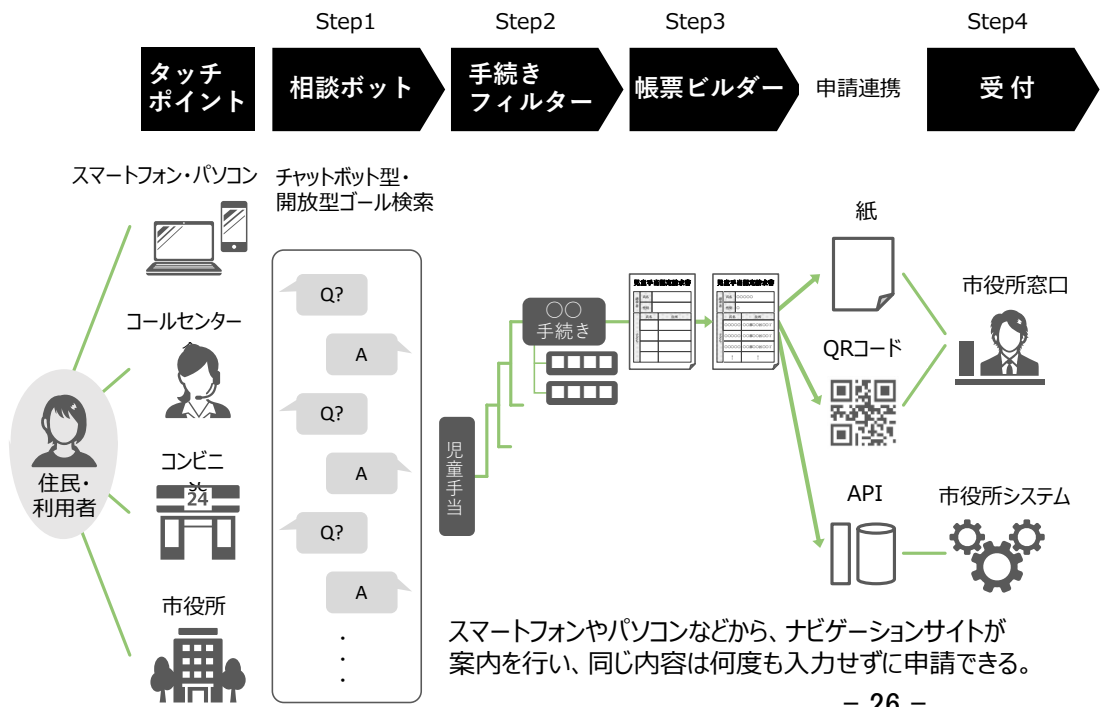 Step1
Step2
Step3
Step4
タッチ
ポイント
相談ボット
手続き
フィルター
帳票ビルダー
申請連携
受付
スマートフォン・パソコン
チャットボット型・
開放型ゴール検索
コールセンター
コンビニ
24
市役所
住民・
利用者
Q?
A
Q?
A
Q?
A
・
・
・
児童手当
〇〇
手続き
紙
QRコード
API
市役所窓口
市役所システム
スマートフォンやパソコンなどから、ナビゲーションサイトが
案内を行い、同じ内容は何度も入力せずに申請できる。
- 26 -